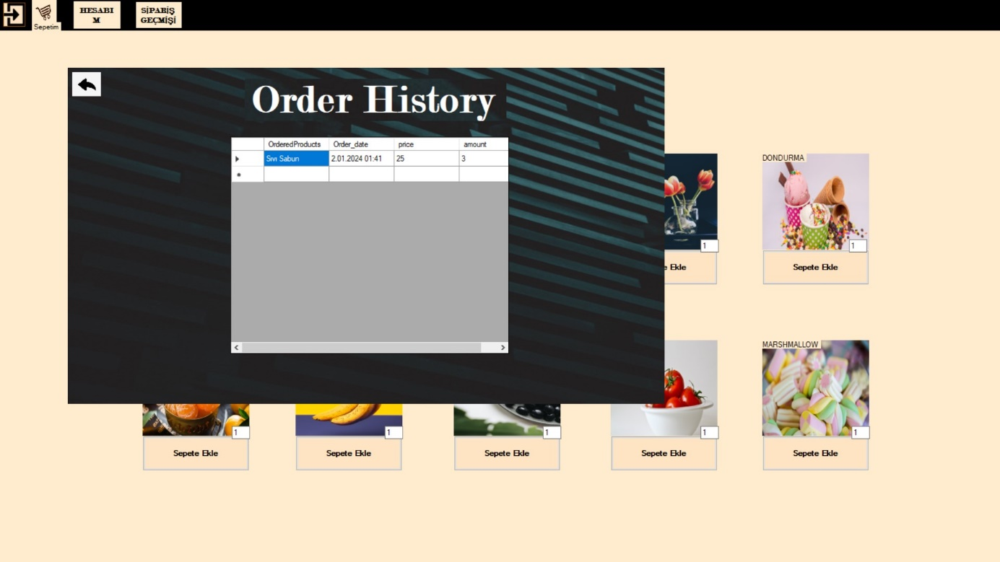 HESABI
M
SİPARİŞ
GEÇMİŞİ
Sepetim
Order History
OrderedProducts Order_date price amount
Sıvı Sabun 2.01.2024 01:41 25 3
DONDURMA
1
1
e Ekle
Sepete Ekle
MARSHMALLOW
1
1
1
1
1
Sepete Ekle
Sepete Ekle
Sepete Ekle
Sepete Ekle
Sepete Ekle